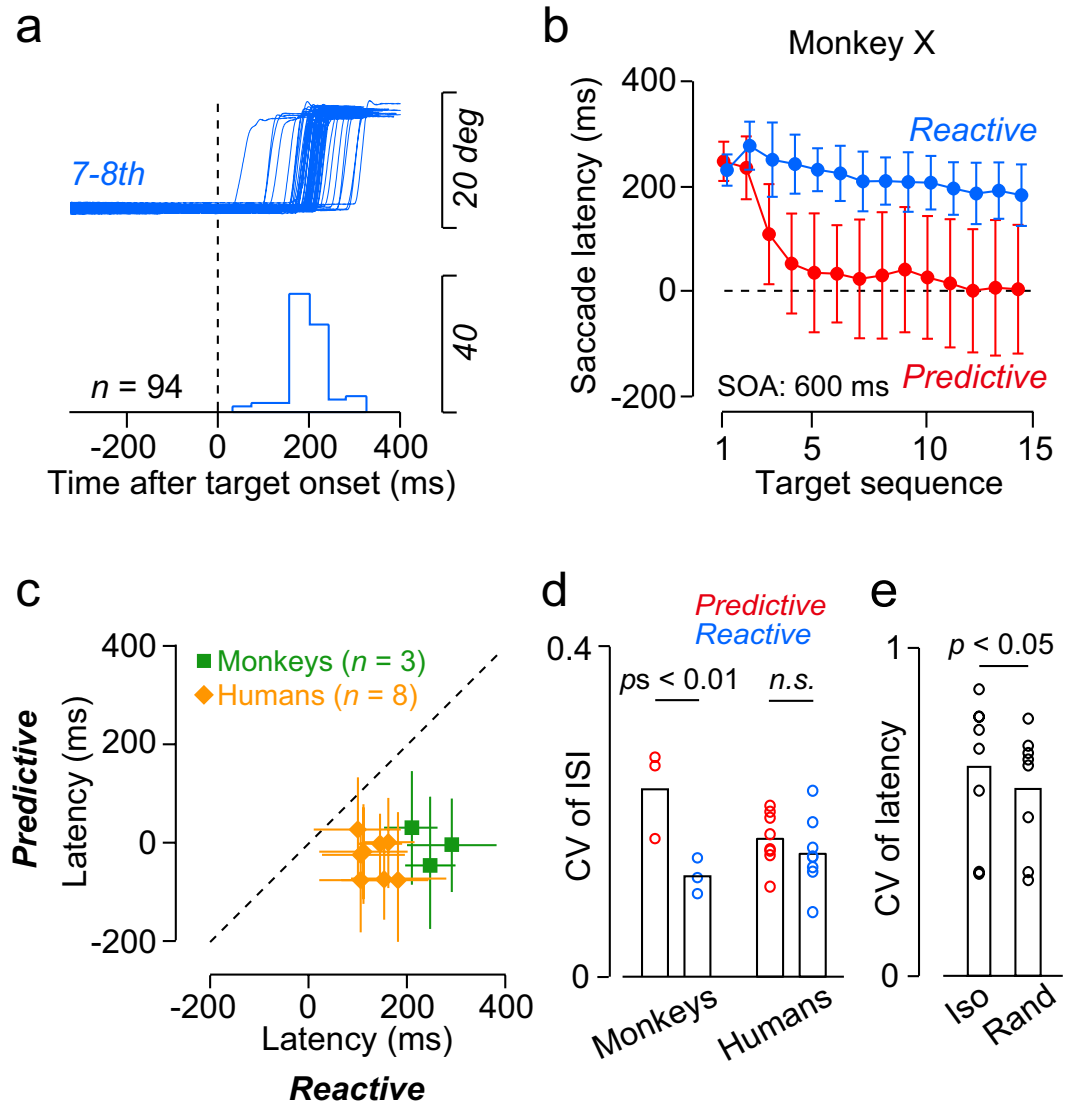 a
7-8th
20 deg
40
n = 94
-200
0
200
400
Time after target onset (ms)
b
Monkey X
Saccade latency (ms)
400
200
0
-200
Reactive
Predictive
SOA: 600 ms
1
5
10
15
Target sequence
c
Predictive
Latency (ms)
400
200
0
-200
Monkeys (n = 3)
Humans (n = 8)
-200
0
200
400
Latency (ms)
Reactive
d
Predictive
Reactive
CV of ISI
0.4
0
ps < 0.01
n.s.
Monkeys
Humans
e
CV of latency
1
0
p < 0.05
Iso
Rand